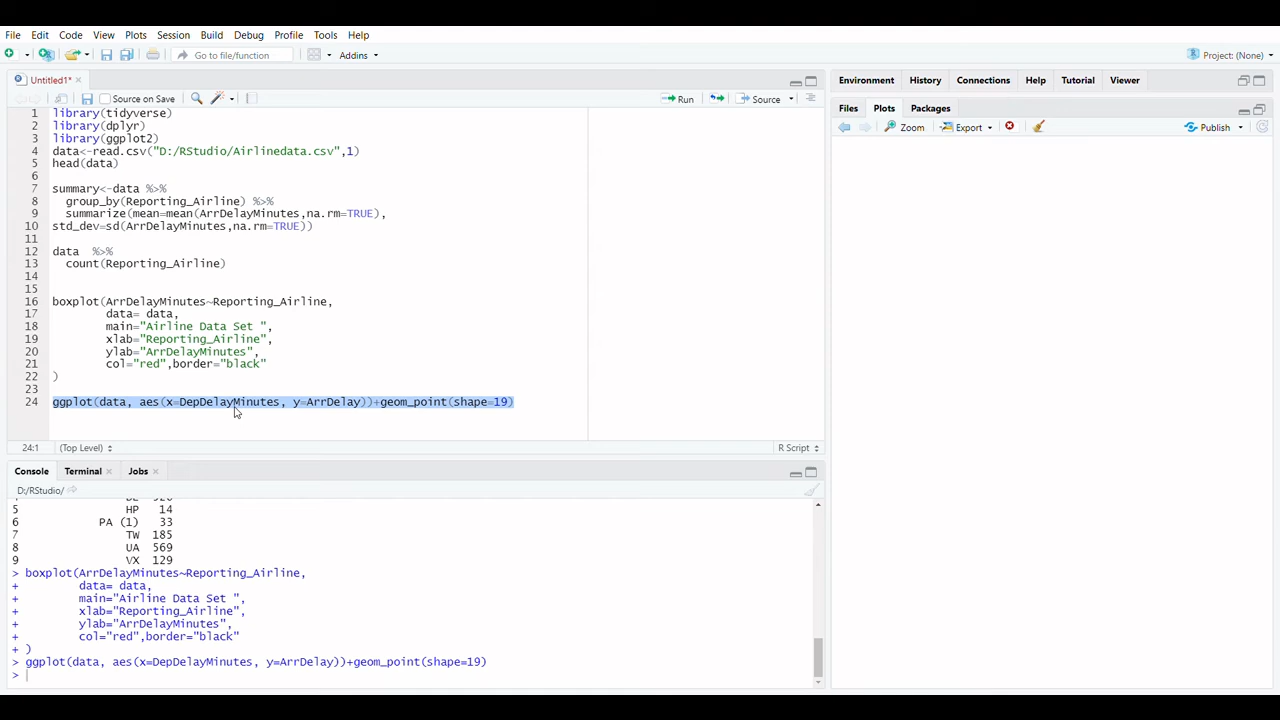 File Edit Code View Plots Session Build Debug Profile Tools Help
Go to file/function Addins Project: (None)
Untitled1*
Source on Save Run Source
1 library(tidyverse)
2 library(dplyr)
3 library(ggplot2)
4 data<-read.csv("D:/RStudio/Airlinedata.csv",1)
5 head(data)
6
7 summary<-data %>%
8 group_by(Reporting_Airline) %>%
9 summarize(mean=mean(ArrDelayMinutes,na.rm=TRUE),
10 std_dev=sd(ArrDelayMinutes,na.rm=TRUE))
11
12 data %>%
13 count(Reporting_Airline)
14
15
16 boxplot(ArrDelayMinutes~Reporting_Airline,
17 data= data,
18 main="Airline Data Set ",
19 xlab="Reporting_Airline",
20 ylab="ArrDelayMinutes",
21 col="red",border="black"
22 )
23
24 ggplot(data, aes(x=DepDelayMinutes, y=ArrDelay))+geom_point(shape=19)
24:1 (Top Level) R Script
Console Terminal Jobs
D:/RStudio/
5 HP 14
6 PA (1) 33
7 TW 185
8 UA 569
9 VX 129
> boxplot(ArrDelayMinutes~Reporting_Airline,
+ data= data,
+ main="Airline Data Set ",
+ xlab="Reporting_Airline",
+ ylab="ArrDelayMinutes",
+ col="red",border="black"
+ )
> ggplot(data, aes(x=DepDelayMinutes, y=ArrDelay))+geom_point(shape=19)
>
Environment History Connections Help Tutorial Viewer
Files Plots Packages
Zoom Export Publish